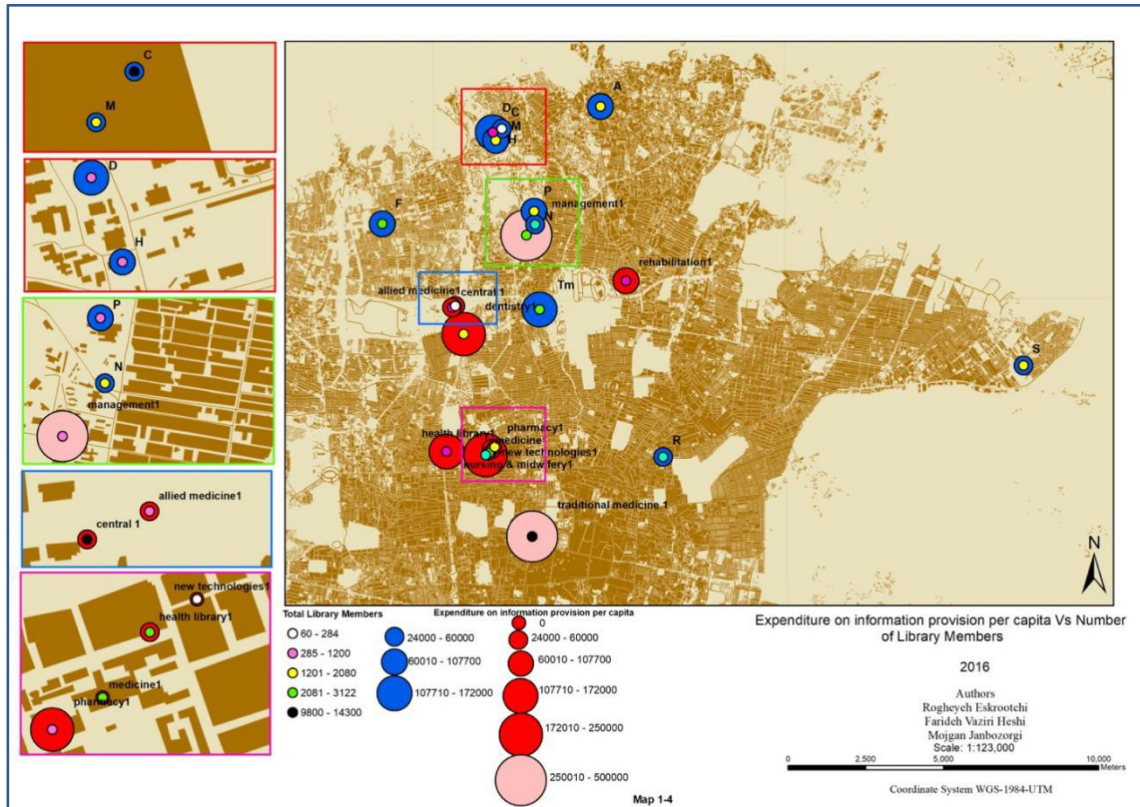 C
M
D
H
P
N
management1
allied medicine1
central 1
new technologies1
health library1
medicine1
pharmacy1
A
D
C
M
H
P
management1
N
F
rehabilitation1
Tm
allied medicine1
central 1
dentistry1
S
pharmacy1
health library1
medicine
new technologies1
nursing & midwifery1
R
traditional medicine 1
N
Total Library Members
60 - 284
285 - 1200
1201 - 2080
2081 - 3122
9800 - 14300
24000 - 60000
60010 - 107700
107710 - 172000
Expenditure on information provision per capita
0
24000 - 60000
60010 - 107700
107710 - 172000
172010 - 250000
250010 - 500000
Map 1-4
Expenditure on information provision per capita Vs Number
of Library Members
2016
Authors
Rogheyeh Eskrootchi
Farideh Vaziri Heshi
Mojgan Janbozorgi
Scale: 1:123,000
0 2,500 5,000 10,000
Meters
Coordinate System WGS-1984-UTM